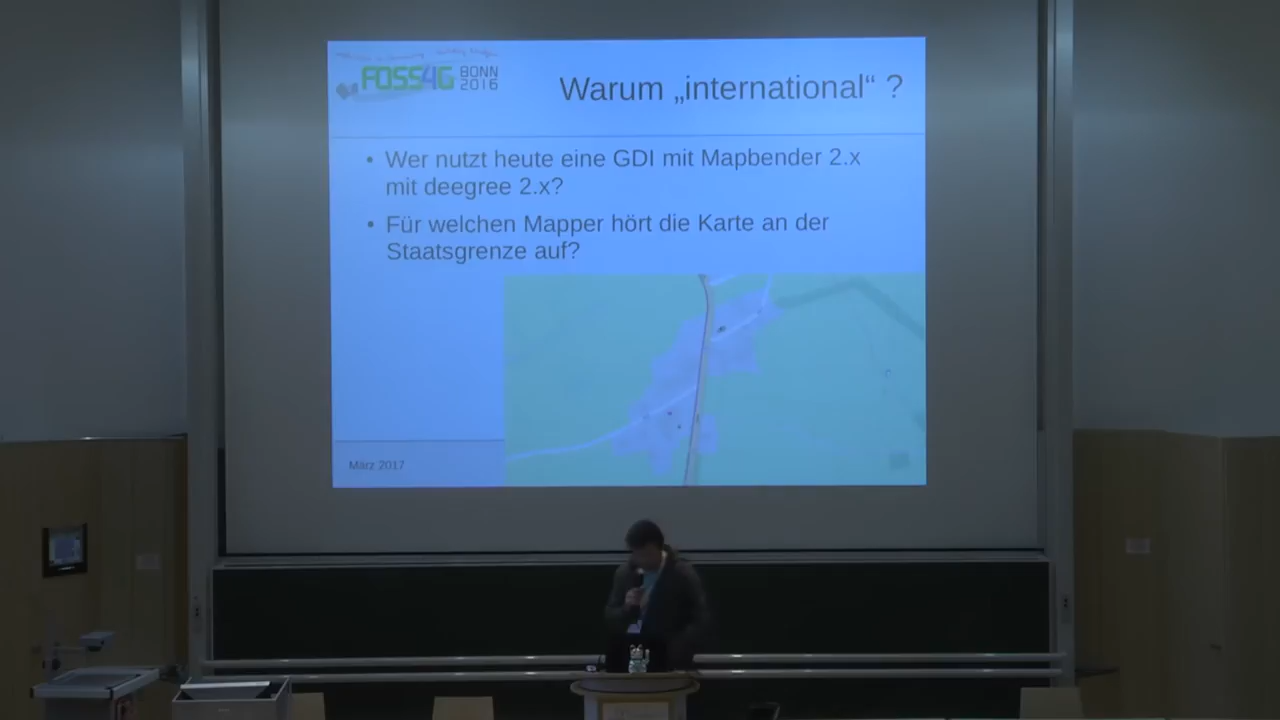 FOSS4G BONN
2016
Warum „international“ ?
• Wer nutzt heute eine GDI mit Mapbender 2.x
mit deegree 2.x?
• Für welchen Mapper hört die Karte an der
Staatsgrenze auf?
März 2017